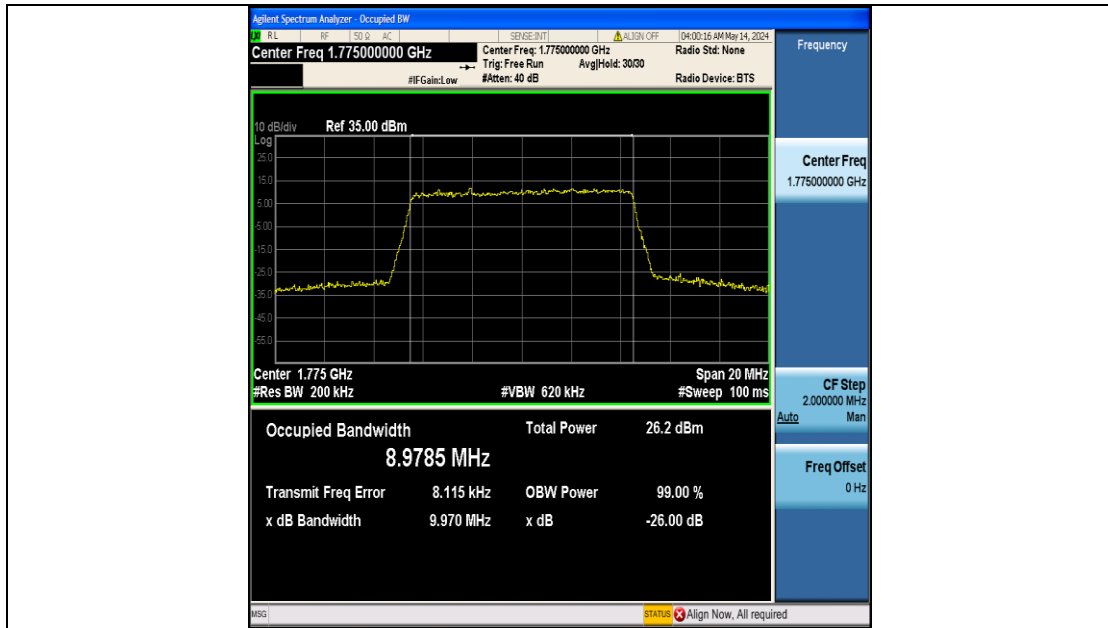 Agilent Spectrum Analyzer - Occupied BW
RL RF 50 Ω AC SENSE:INT ALIGN OFF 04:00:16 AM May 14, 2024
Center Freq 1.775000000 GHz
Center Freq: 1.775000000 GHz Radio Std: None
Trig: Free Run Avg|Hold: 30/30
#IFGain:Low #Atten: 40 dB Radio Device: BTS
Frequency
10 dB/div Ref 35.00 dBm
Log
25.0
15.0
5.00
-5.00
-15.0
-25.0
-35.0
-45.0
-55.0
Center 1.775 GHz Span 20 MHz
#Res BW 200 kHz #VBW 620 kHz #Sweep 100 ms
Occupied Bandwidth Total Power 26.2 dBm
8.9785 MHz
Transmit Freq Error 8.115 kHz OBW Power 99.00 %
x dB Bandwidth 9.970 MHz x dB -26.00 dB
Center Freq
1.775000000 GHz
CF Step
2.000000 MHz
Auto Man
Freq Offset
0 Hz
MSG STATUS Align Now, All required